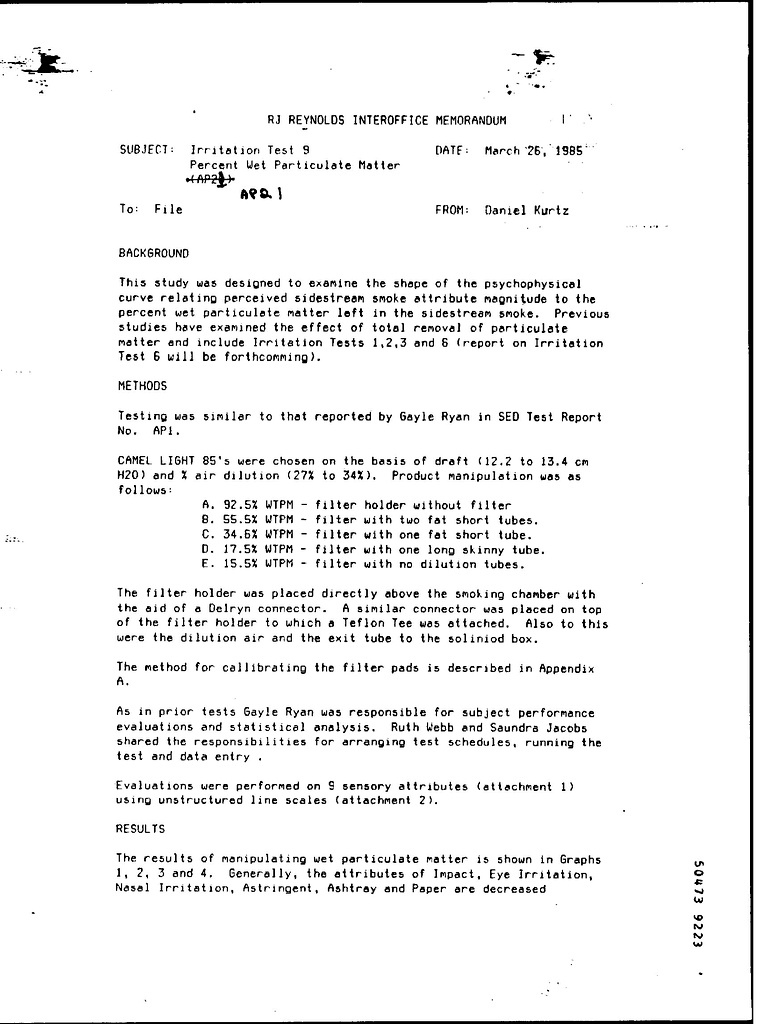 RJ REYNOLDS INTEROFFICE MEMORANDUM
SUBJECT: Irritation Test 9 DATE: March 26, 1985
Percent Wet Particulate Matter
AP2 1
To: File FROM: Daniel Kurtz
BACKGROUND
This study was designed to examine the shape of the psychophysical
curve relating perceived sidestream smoke attribute magnitude to the
percent wet particulate matter left in the sidestream smoke. Previous
studies have examined the effect of total removal of particulate
matter and include Irritation Tests 1,2,3 and 6 (report on Irritation
Test 6 will be forthcomming).
METHODS
Testing was similar to that reported by Gayle Ryan in SED Test Report
No. AP1.
CAMEL LIGHT 85's were chosen on the basis of draft (12.2 to 13.4 cm
H2O) and % air dilution (27% to 34%). Product manipulation was as
follows:
A. 92.5% WTPM - filter holder without filter
B. 55.5% WTPM - filter with two fat short tubes.
C. 34.6% WTPM - filter with one fat short tube.
D. 17.5% WTPM - filter with one long skinny tube.
E. 15.5% WTPM - filter with no dilution tubes.
The filter holder was placed directly above the smoking chamber with
the aid of a Delryn connector. A similar connector was placed on top
of the filter holder to which a Teflon Tee was attached. Also to this
were the dilution air and the exit tube to the soliniod box.
The method for callibrating the filter pads is described in Appendix
A.
As in prior tests Gayle Ryan was responsible for subject performance
evaluations and statistical analysis. Ruth Webb and Saundra Jacobs
shared the responsibilities for arranging test schedules, running the
test and data entry .
Evaluations were performed on 9 sensory attributes (attachment 1)
using unstructured line scales (attachment 2).
RESULTS
The results of manipulating wet particulate matter is shown in Graphs
1, 2, 3 and 4. Generally, the attributes of Impact, Eye Irritation,
Nasal Irritation, Astringent, Ashtray and Paper are decreased
50473 9223